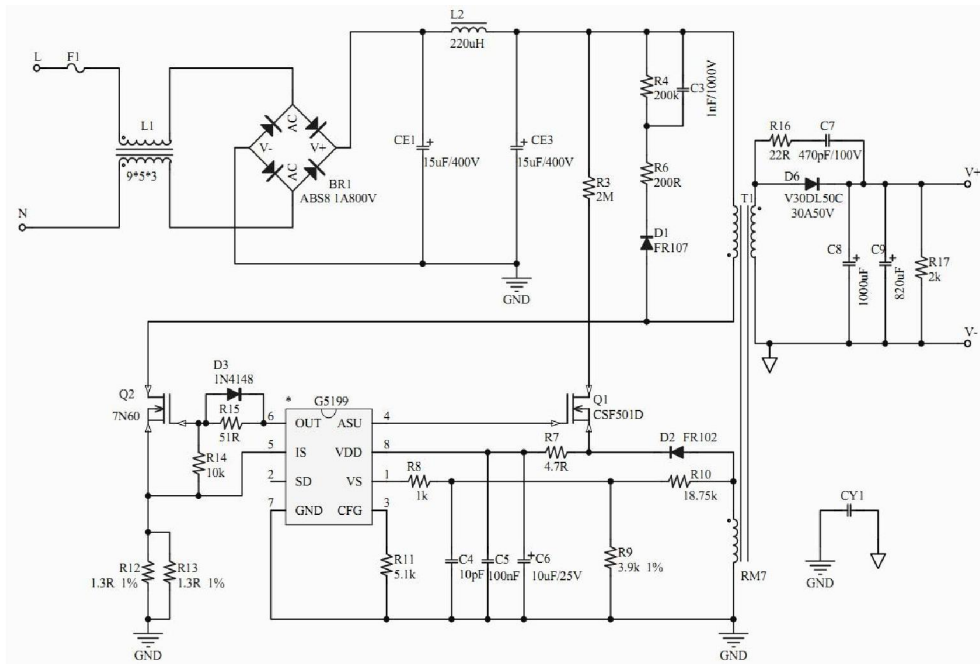 L
F1
L1
9*5*3
N
AC
V-
V+
AC
BR1
ABS8 1A800V
L2
220uH
CE1
15uF/400V
CE3
15uF/400V
GND
R3
2M
R4
200k
C3
1nF/1000V
R6
200R
D1
FR107
T1
R16
22R
C7
470pF/100V
D6
V30DL50C
30A50V
C8
1000uF
C9
820uF
R17
2k
V+
V-
Q2
7N60
D3
1N4148
R15
51R
R14
10k
*
G5199
6 OUT ASU 4
5 IS VDD 8
2 SD VS 1
7 GND CFG 3
Q1
CSF501D
R7
4.7R
D2 FR102
R8
1k
R10
18.75k
R12
1.3R 1%
R13
1.3R 1%
GND
R11
5.1k
C4
10pF
C5
100nF
C6
10uF/25V
R9
3.9k 1%
RM7
GND
CY1
GND